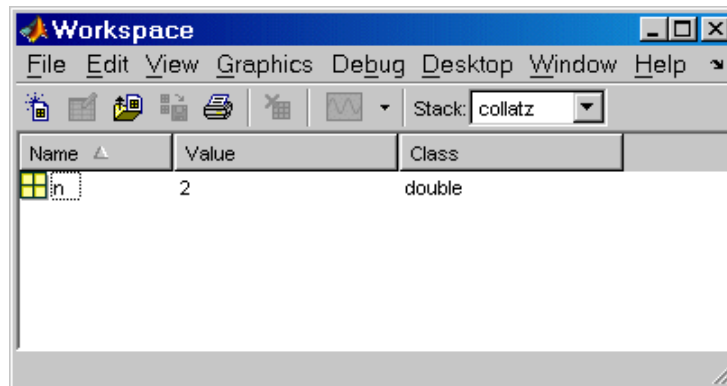 Workspace
File Edit View Graphics Debug Desktop Window Help
Stack: collatz
Name Value Class
n 2 double